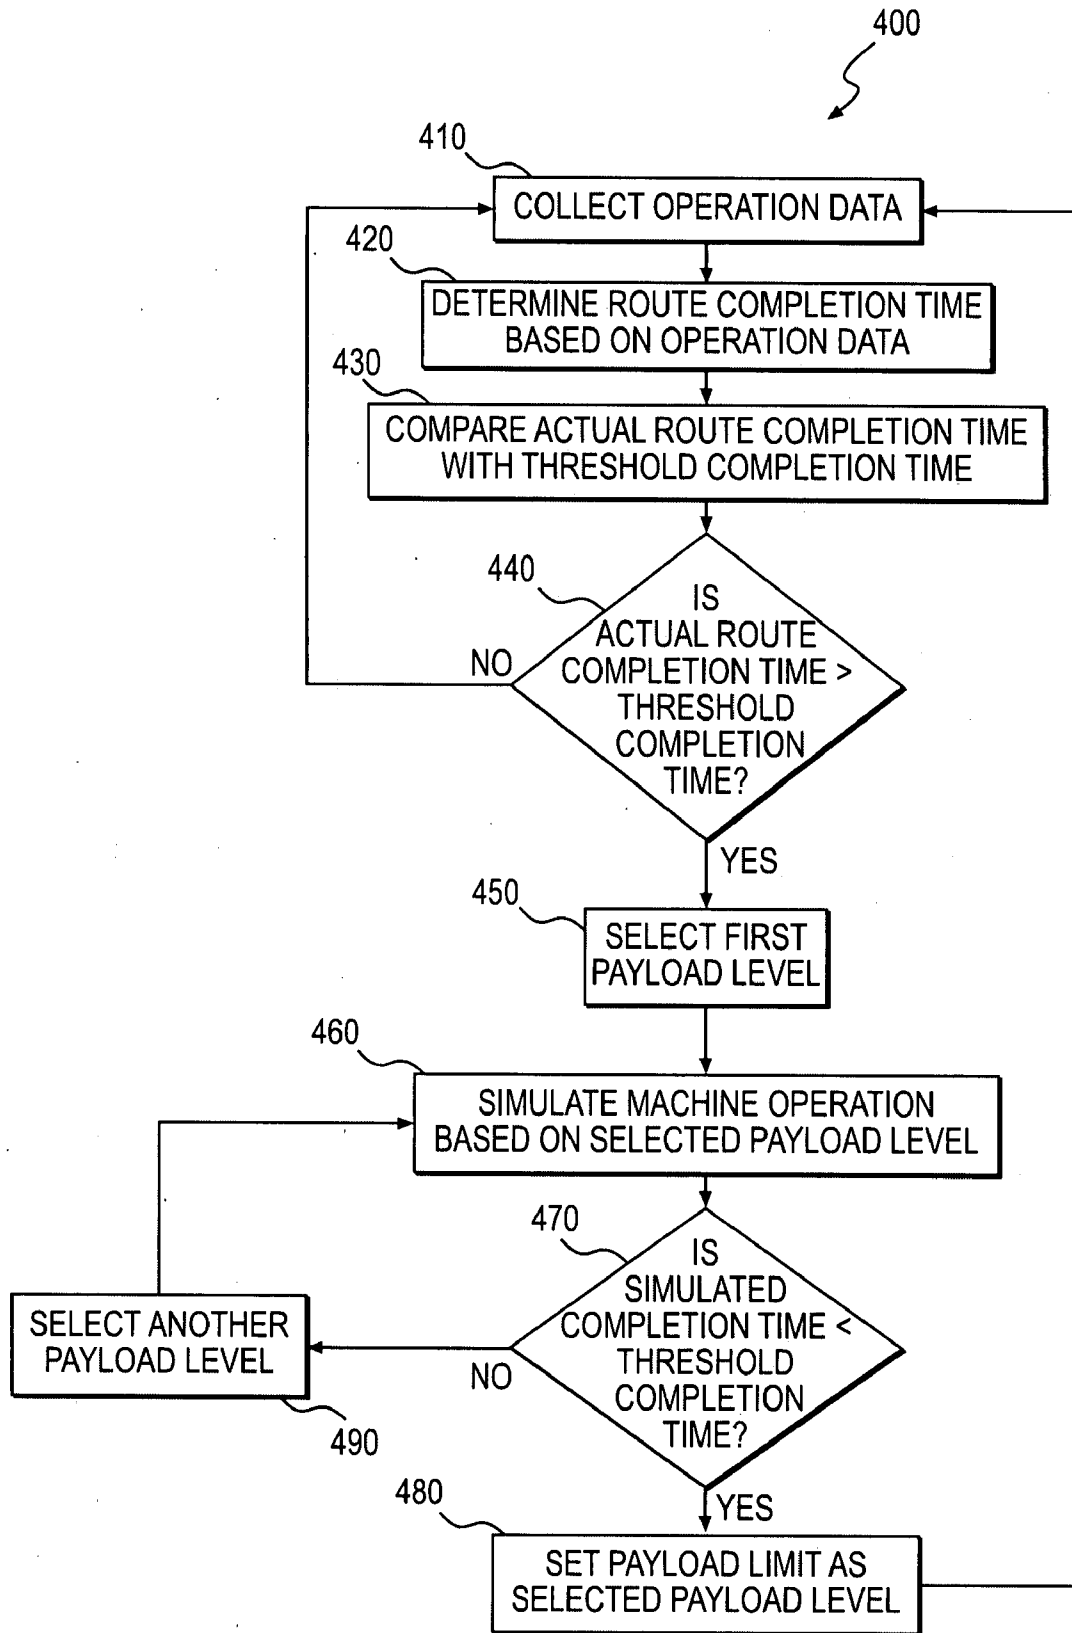 400
410
COLLECT OPERATION DATA
420
DETERMINE ROUTE COMPLETION TIME
BASED ON OPERATION DATA
430
COMPARE ACTUAL ROUTE COMPLETION TIME
WITH THRESHOLD COMPLETION TIME
440
IS
ACTUAL ROUTE
COMPLETION TIME >
THRESHOLD
COMPLETION
TIME?
NO
YES
450
SELECT FIRST
PAYLOAD LEVEL
460
SIMULATE MACHINE OPERATION
BASED ON SELECTED PAYLOAD LEVEL
470
IS
SIMULATED
COMPLETION TIME <
THRESHOLD
COMPLETION
TIME?
NO
SELECT ANOTHER
PAYLOAD LEVEL
490
YES
480
SET PAYLOAD LIMIT AS
SELECTED PAYLOAD LEVEL